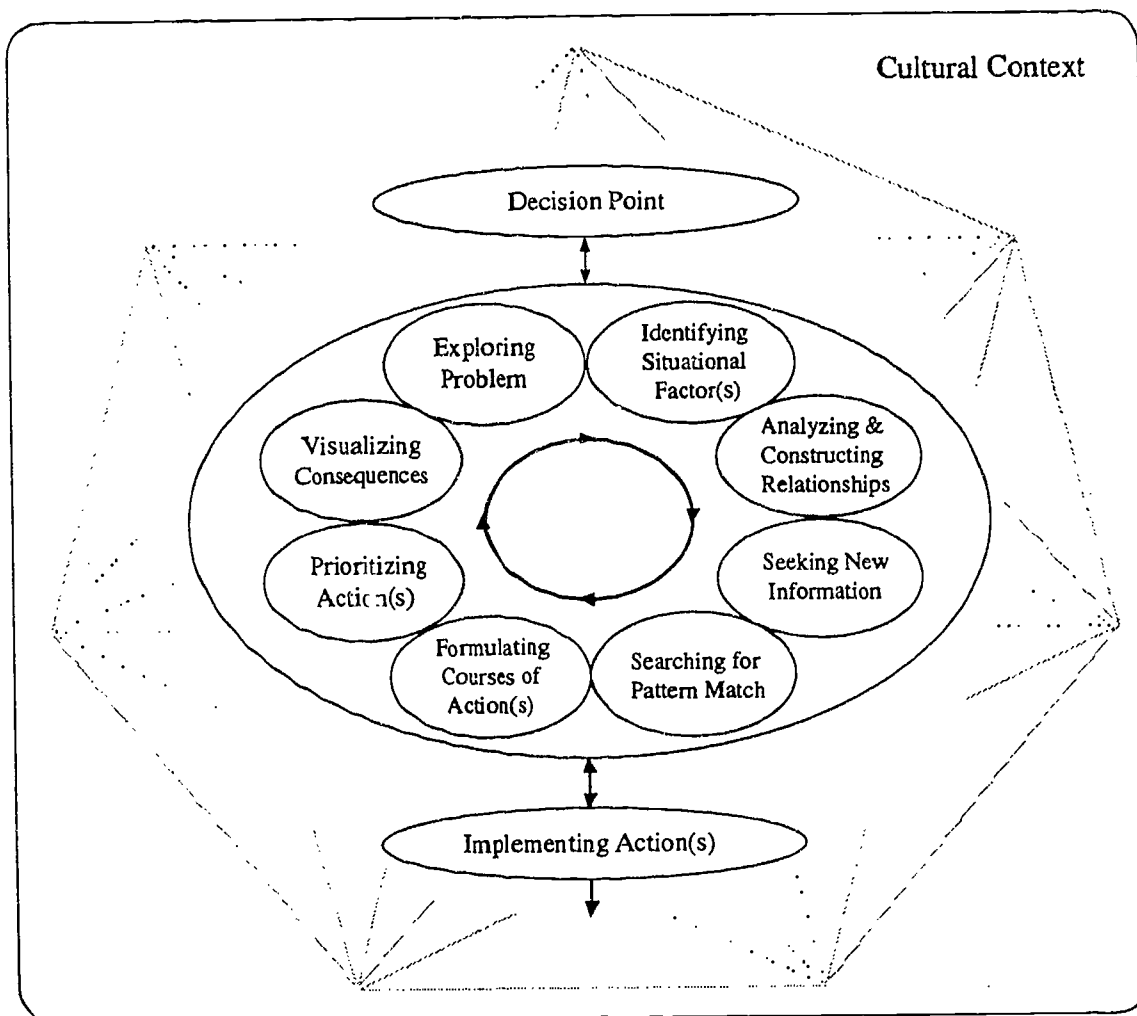 Cultural Context
Decision Point
Exploring
Problem
Identifying
Situational
Factor(s)
Analyzing &
Constructing
Relationships
Seeking New
Information
Searching for
Pattern Match
Formulating
Courses of
Action(s)
Prioritizing
Action(s)
Visualizing
Consequences
Implementing Action(s)